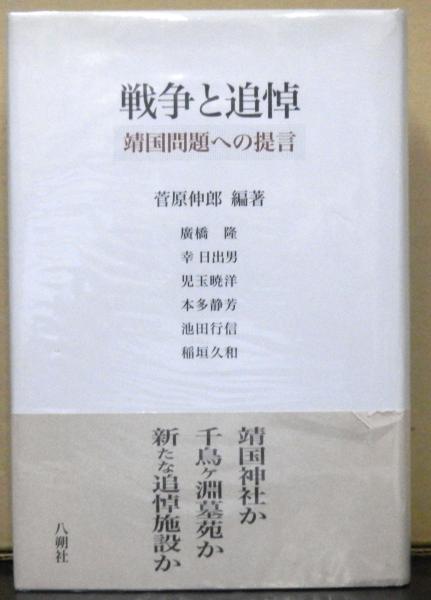 戦争と追悼
靖国問題への提言
菅原伸郎 編著
廣橋 隆
幸 日出男
児玉暁洋
本多静芳
池田行信
稲垣久和
靖国神社か
千鳥ヶ淵墓苑か
新たな追悼施設か
八朔社